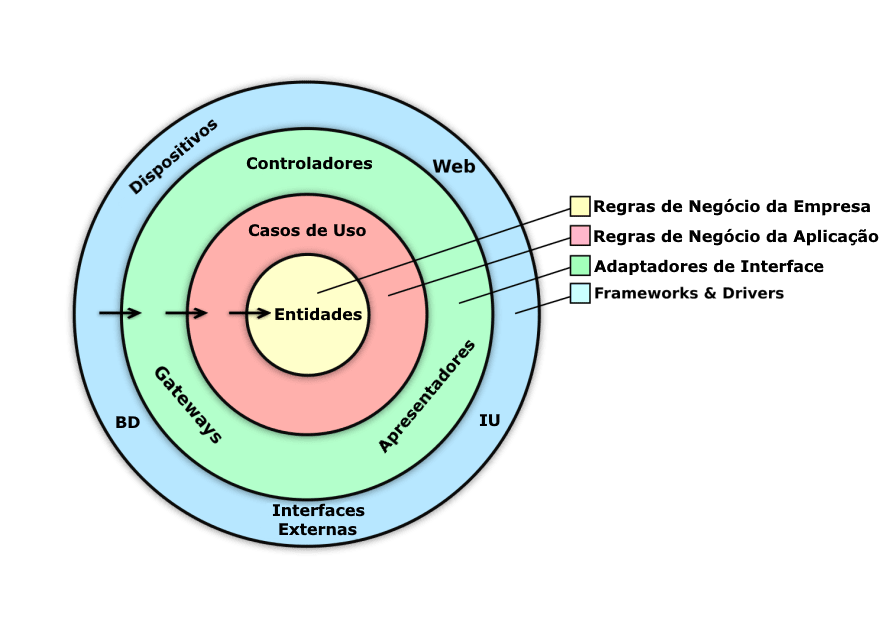 Dispositivos
Controladores
Web
Casos de Uso
Entidades
Gateways
Apresentadores
BD
IU
Interfaces
Externas
Regras de Negócio da Empresa
Regras de Negócio da Aplicação
Adaptadores de Interface
Frameworks & Drivers